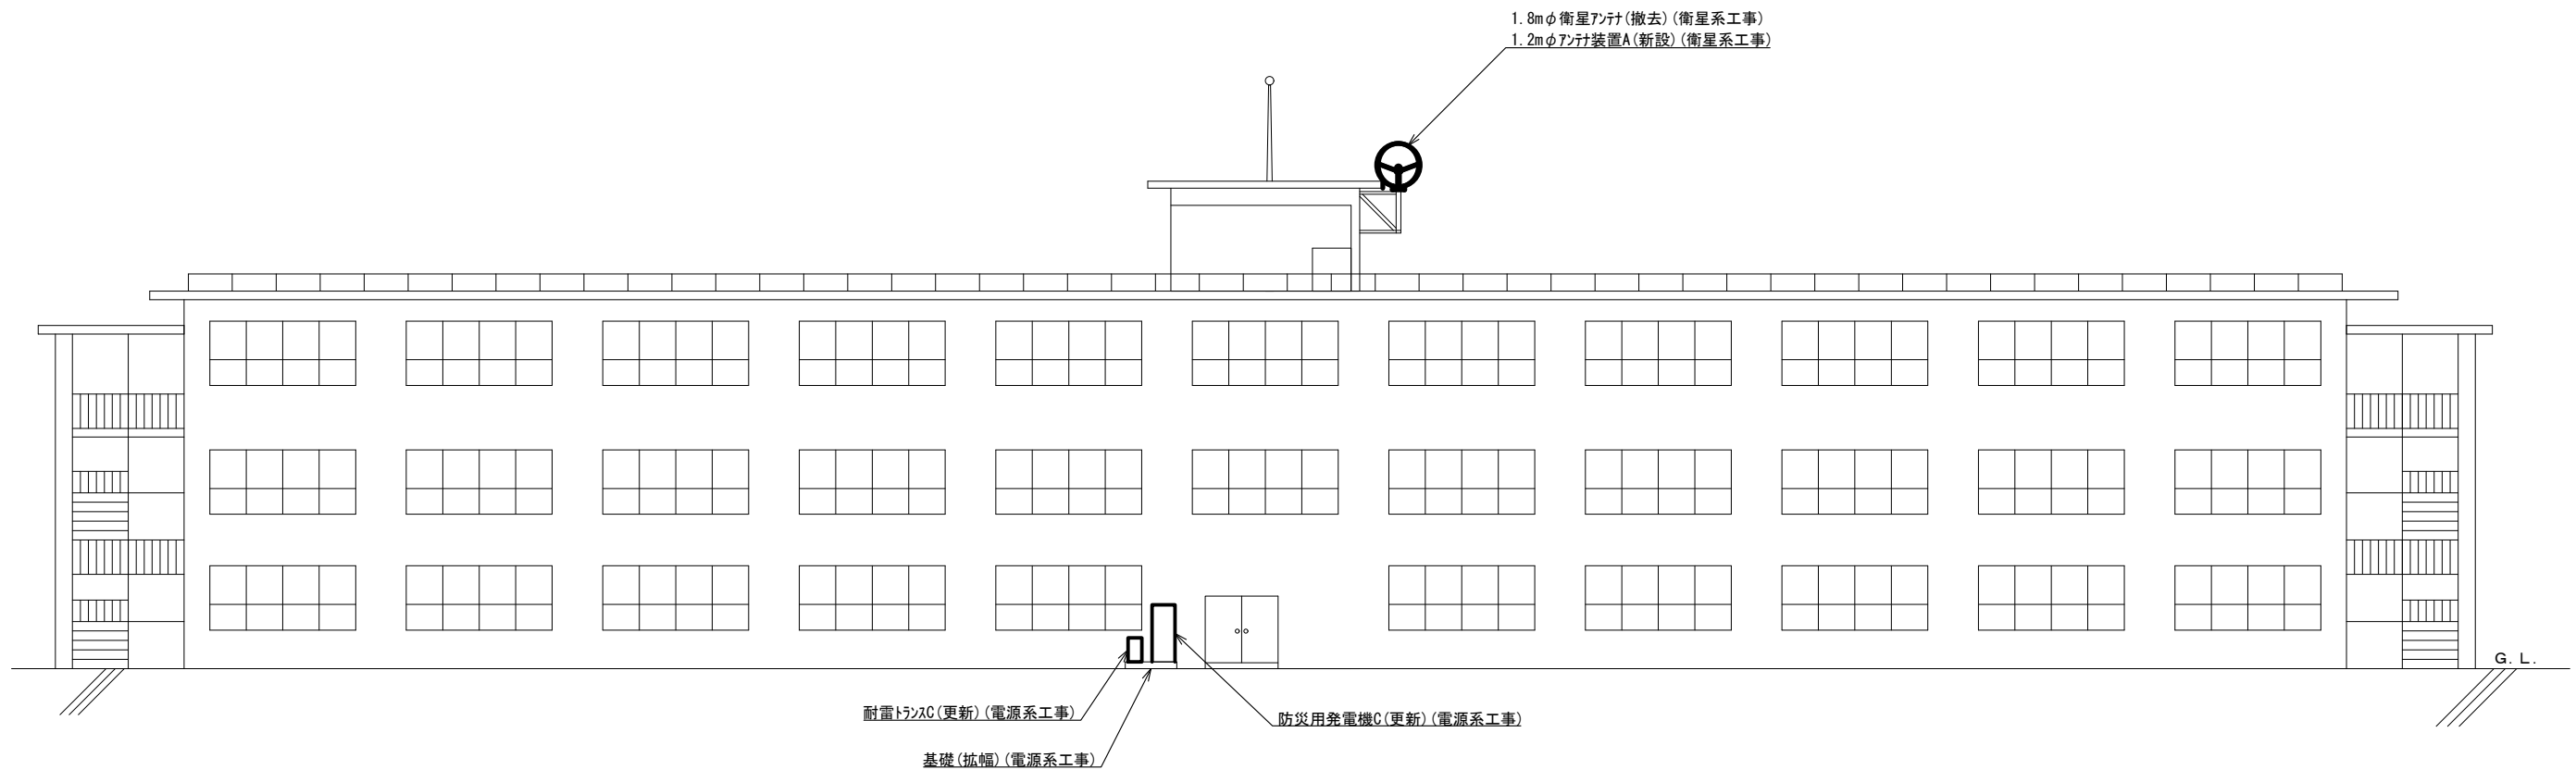 1.8mφ衛星ｱﾝﾃﾅ(撤去)(衛星系工事)
1.2mφｱﾝﾃﾅ装置A(新設)(衛星系工事)
G.L.
耐雷ﾄﾗﾝｽC(更新)(電源系工事)
防災用発電機C(更新)(電源系工事)
基礎(拡幅)(電源系工事)